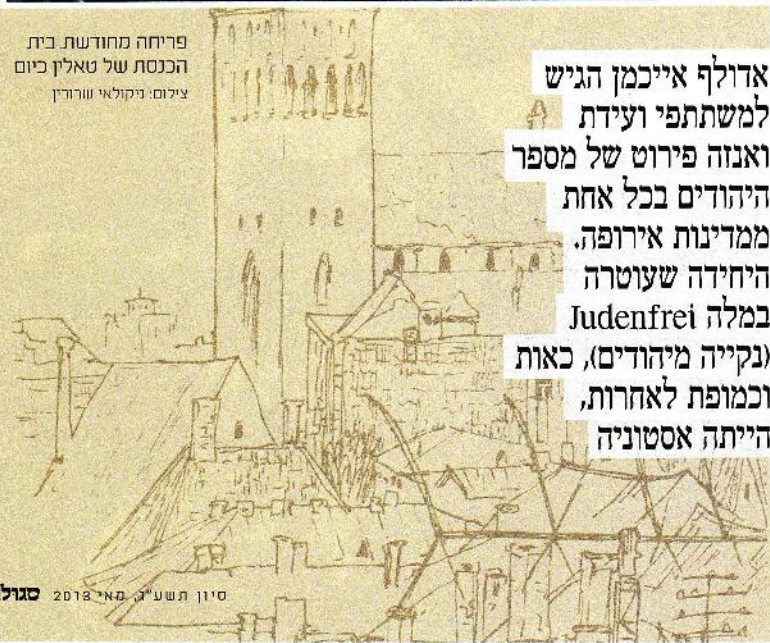 פריחה מחודשת. בית
הכנסת של טאלין כיום
צילום: ניקולאי שרורין
אדולף אייכמן הגיש
למשתתפי ועידת
ואנזה פירוט של מספר
היהודים בכל אחת
ממדינות אירופה.
היחידה שעוטרה
במלה Judenfrei
(נקייה מיהודים), כאות
וכמופת לאחרות,
הייתה אסטוניה
סיון תשע"ג, מאי 2013